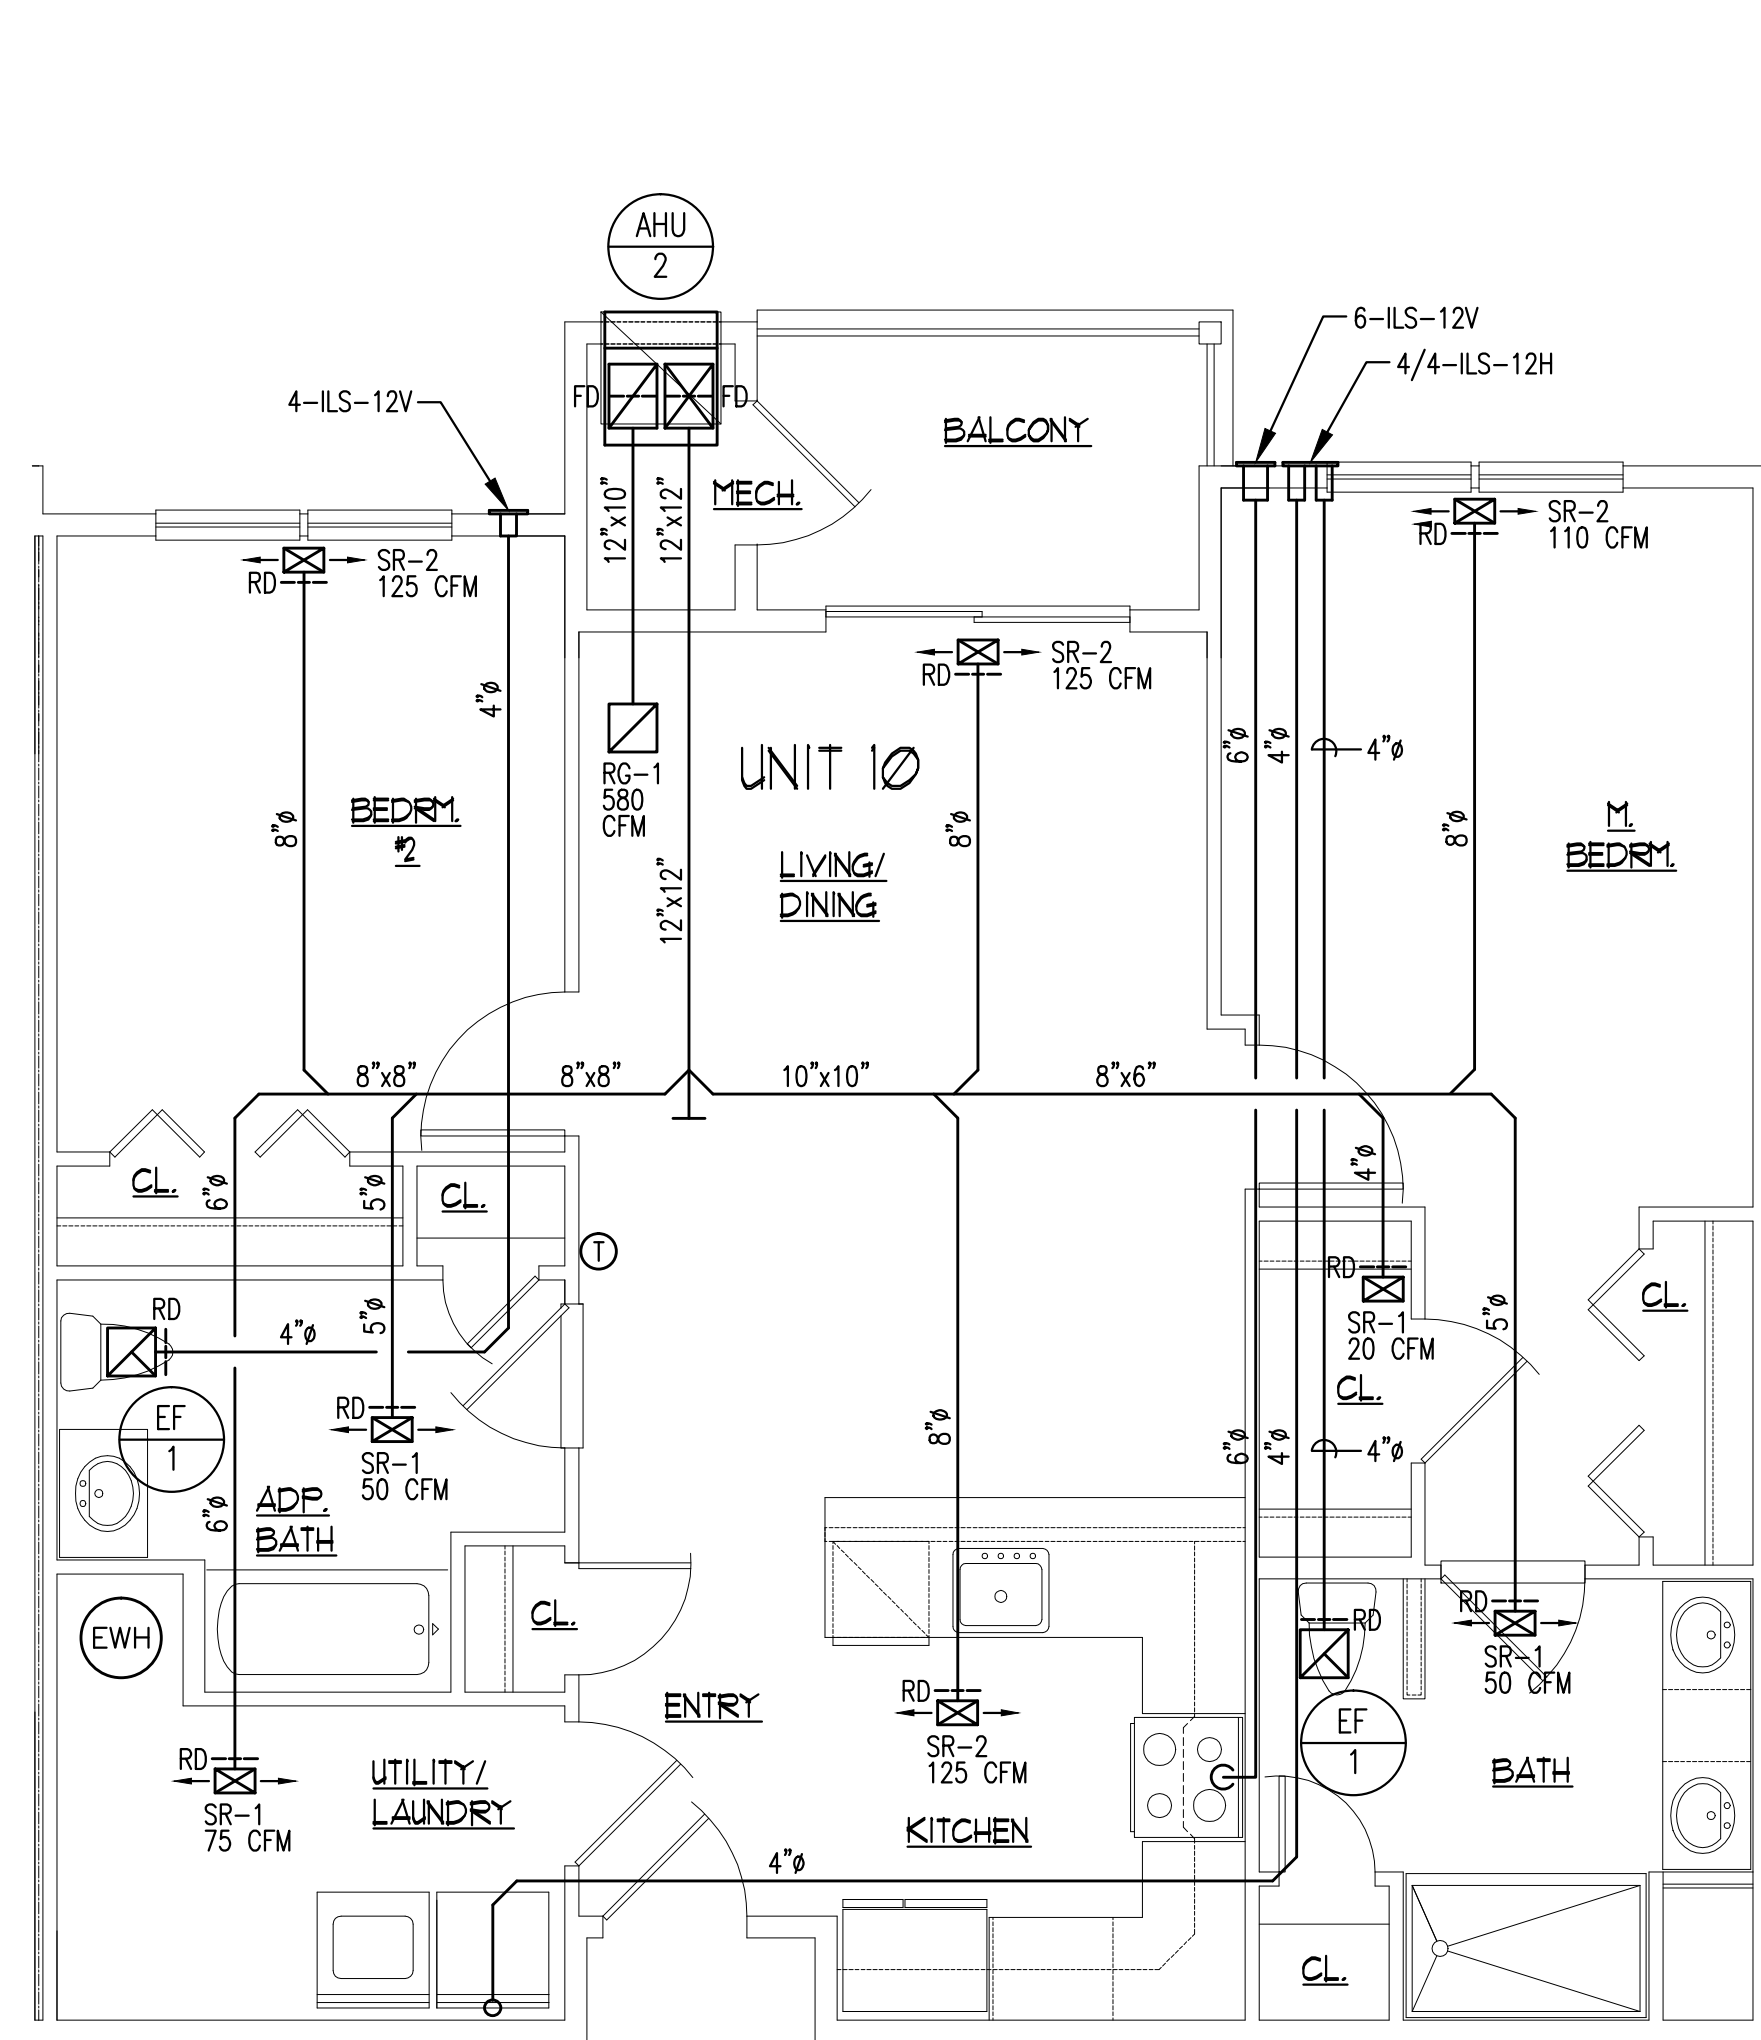 AHU
2
6-ILS-12V
4/4-ILS-12H
4-ILS-12V
FD
FD
BALCONY
MECH.
12"x10"
12"x12"
SR-2
110 CFM
RD
SR-2
125 CFM
RD
SR-2
125 CFM
RD
4"ø
6"ø
4"ø
4"ø
UNIT 10
RG-1
580
CFM
8"ø
BEDRM.
#2
8"ø
8"ø
M.
BEDRM.
LIVING/
DINING
12"x12"
8"x8"
8"x8"
10"x10"
8"x6"
4"ø
CL.
6"ø
5"ø
CL.
T
RD
SR-1
20 CFM
CL.
5"ø
CL.
RD
4"ø
5"ø
RD
SR-1
50 CFM
EF
1
8"ø
6"ø
4"ø
4"ø
6"ø
ADP.
BATH
EWH
CL.
RD
RD
SR-1
50 CFM
ENTRY
RD
SR-2
125 CFM
EF
1
BATH
RD
SR-1
75 CFM
UTILITY/
LAUNDRY
KITCHEN
4"ø
CL.